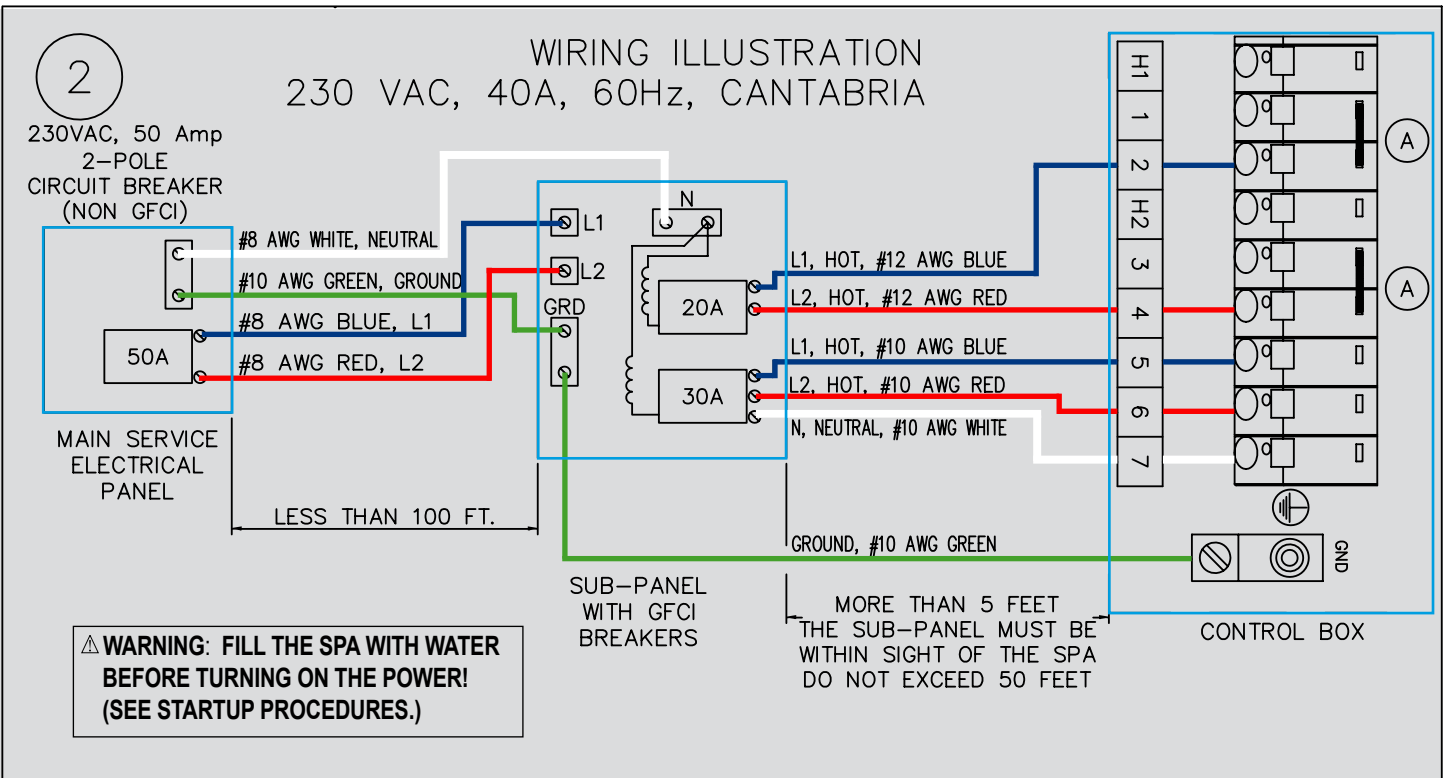 2
WIRING ILLUSTRATION
230 VAC, 40A, 60Hz, CANTABRIA
230VAC, 50 Amp
2-POLE
CIRCUIT BREAKER
(NON GFCI)
#8 AWG WHITE, NEUTRAL
#10 AWG GREEN, GROUND
#8 AWG BLUE, L1
#8 AWG RED, L2
50A
MAIN SERVICE
ELECTRICAL
PANEL
LESS THAN 100 FT.
N
L1
L2
GRD
20A
30A
SUB-PANEL
WITH GFCI
BREAKERS
L1, HOT, #12 AWG BLUE
L2, HOT, #12 AWG RED
L1, HOT, #10 AWG BLUE
L2, HOT, #10 AWG RED
N, NEUTRAL, #10 AWG WHITE
GROUND, #10 AWG GREEN
MORE THAN 5 FEET
THE SUB-PANEL MUST BE
WITHIN SIGHT OF THE SPA
DO NOT EXCEED 50 FEET
H1
1
2
H2
3
4
5
6
7
A
A
GND
CONTROL BOX
⚠ WARNING: FILL THE SPA WITH WATER
BEFORE TURNING ON THE POWER!
(SEE STARTUP PROCEDURES.)